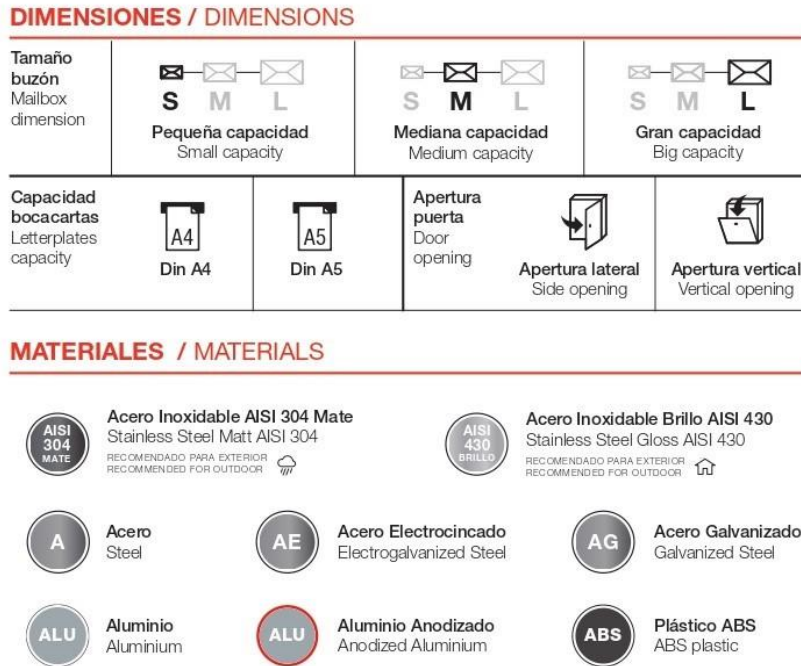 DIMENSIONES / DIMENSIONS
Tamaño
buzón
Mailbox
dimension
S M L
Pequeña capacidad
Small capacity
S M L
Mediana capacidad
Medium capacity
S M L
Gran capacidad
Big capacity
Capacidad
bocacartas
Letterplates
capacity
A4
Din A4
A5
Din A5
Apertura
puerta
Door
opening
Apertura lateral
Side opening
Apertura vertical
Vertical opening
MATERIALES / MATERIALS
AISI
304
MATE
Acero Inoxidable AISI 304 Mate
Stainless Steel Matt AISI 304
RECOMENDADO PARA EXTERIOR
RECOMMENDED FOR OUTDOOR
AISI
430
BRILLO
Acero Inoxidable Brillo AISI 430
Stainless Steel Gloss AISI 430
RECOMENDADO PARA EXTERIOR
RECOMMENDED FOR OUTDOOR
A
Acero
Steel
AE
Acero Electrocincado
Electrogalvanized Steel
AG
Acero Galvanizado
Galvanized Steel
ALU
Aluminio
Aluminium
ALU
Aluminio Anodizado
Anodized Aluminium
ABS
Plástico ABS
ABS plastic